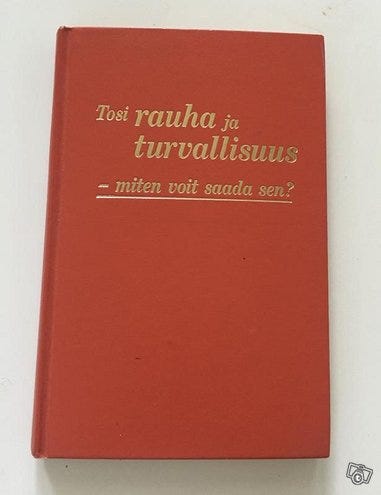 Tosi rauha ja
turvallisuus
– miten voit saada sen?